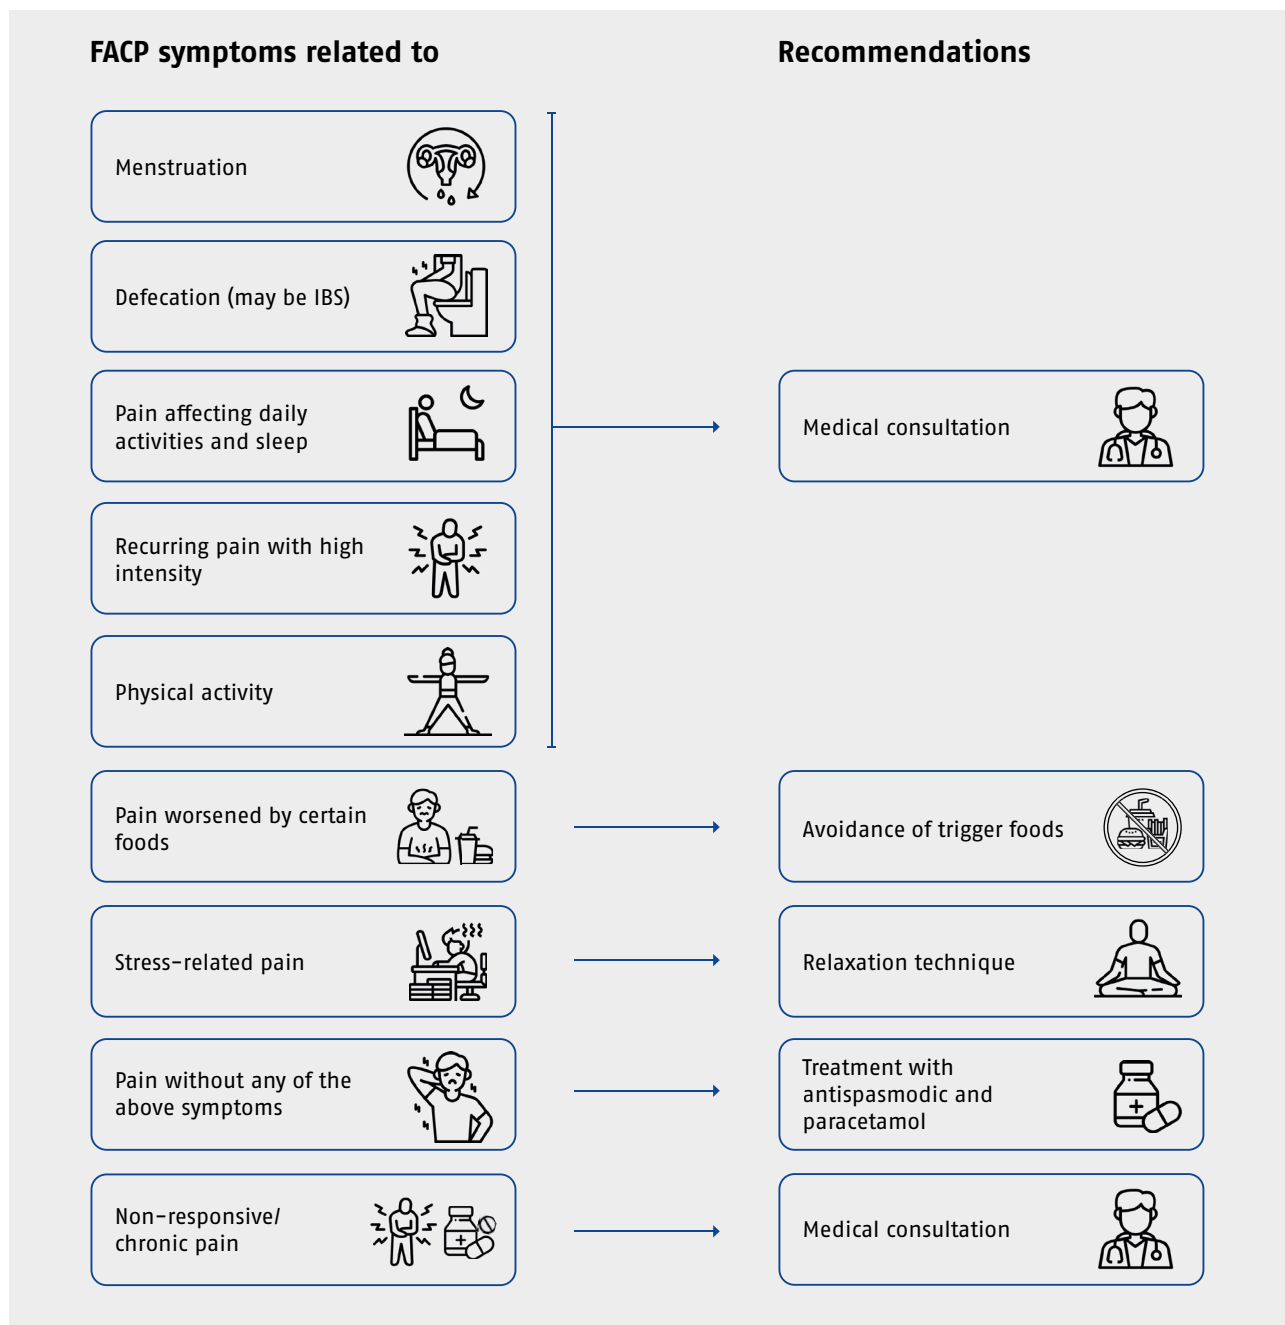 FACP symptoms related to
Recommendations
Menstruation
Defecation (may be IBS)
Pain affecting daily
activities and sleep
Medical consultation
Recurring pain with high
intensity
Physical activity
Pain worsened by certain
foods
Avoidance of trigger foods
Stress-related pain
Relaxation technique
Pain without any of the
above symptoms
Treatment with
antispasmodic and
paracetamol
Non-responsive/
chronic pain
Medical consultation